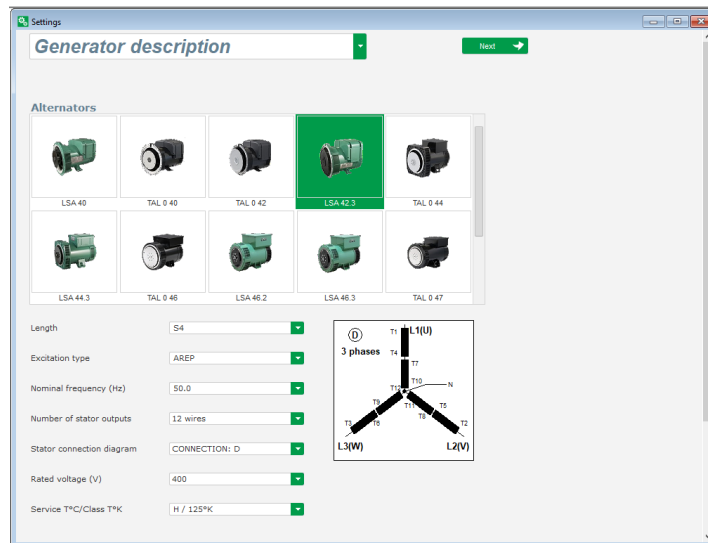 Settings
Generator description
Next
Alternators
LSA 40
TAL 0 40
TAL 0 42
LSA 42.3
TAL 0 44
LSA 44.3
TAL 0 46
LSA 46.2
LSA 46.3
TAL 0 47
Length S4
Excitation type AREP
Nominal frequency (Hz) 50.0
Number of stator outputs 12 wires
Stator connection diagram CONNECTION: D
Rated voltage (V) 400
Service T°C/Class T°K H / 125°K
D T1 L1(U)
3 phases T4
T7
T10 N
T12
T9 T11 T5
T3 T6 T8 T2
L3(W) L2(V)